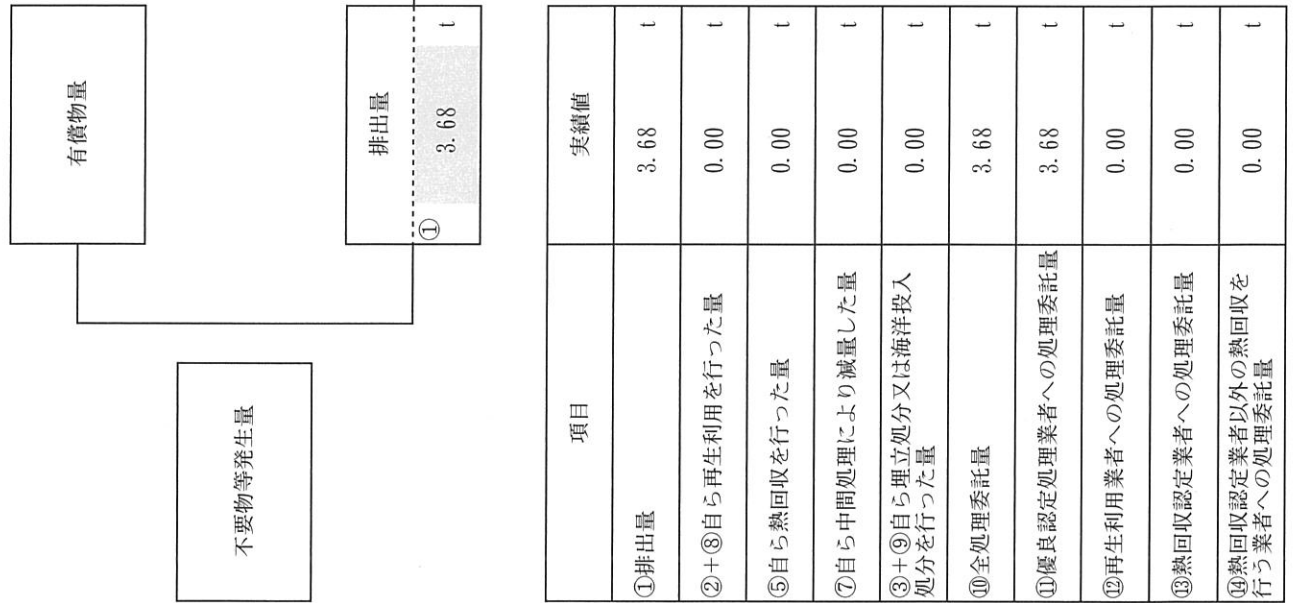 有償物量
不要物等発生量
排出量
① 3.68 t
項目 実績値
①排出量 3.68 t
②+⑧自ら再生利用を行った量 0.00 t
⑤自ら熱回収を行った量 0.00 t
⑦自ら中間処理により減量した量 0.00 t
③+⑨自ら埋立処分又は海洋投入
処分を行った量 0.00 t
⑩全処理委託量 3.68 t
⑪優良認定処理業者への処理委託量 3.68 t
⑫再生利用業者への処理委託量 0.00 t
⑬熱回収認定業者への処理委託量 0.00 t
⑭熱回収認定業者以外の熱回収を
行う業者への処理委託量 0.00 t